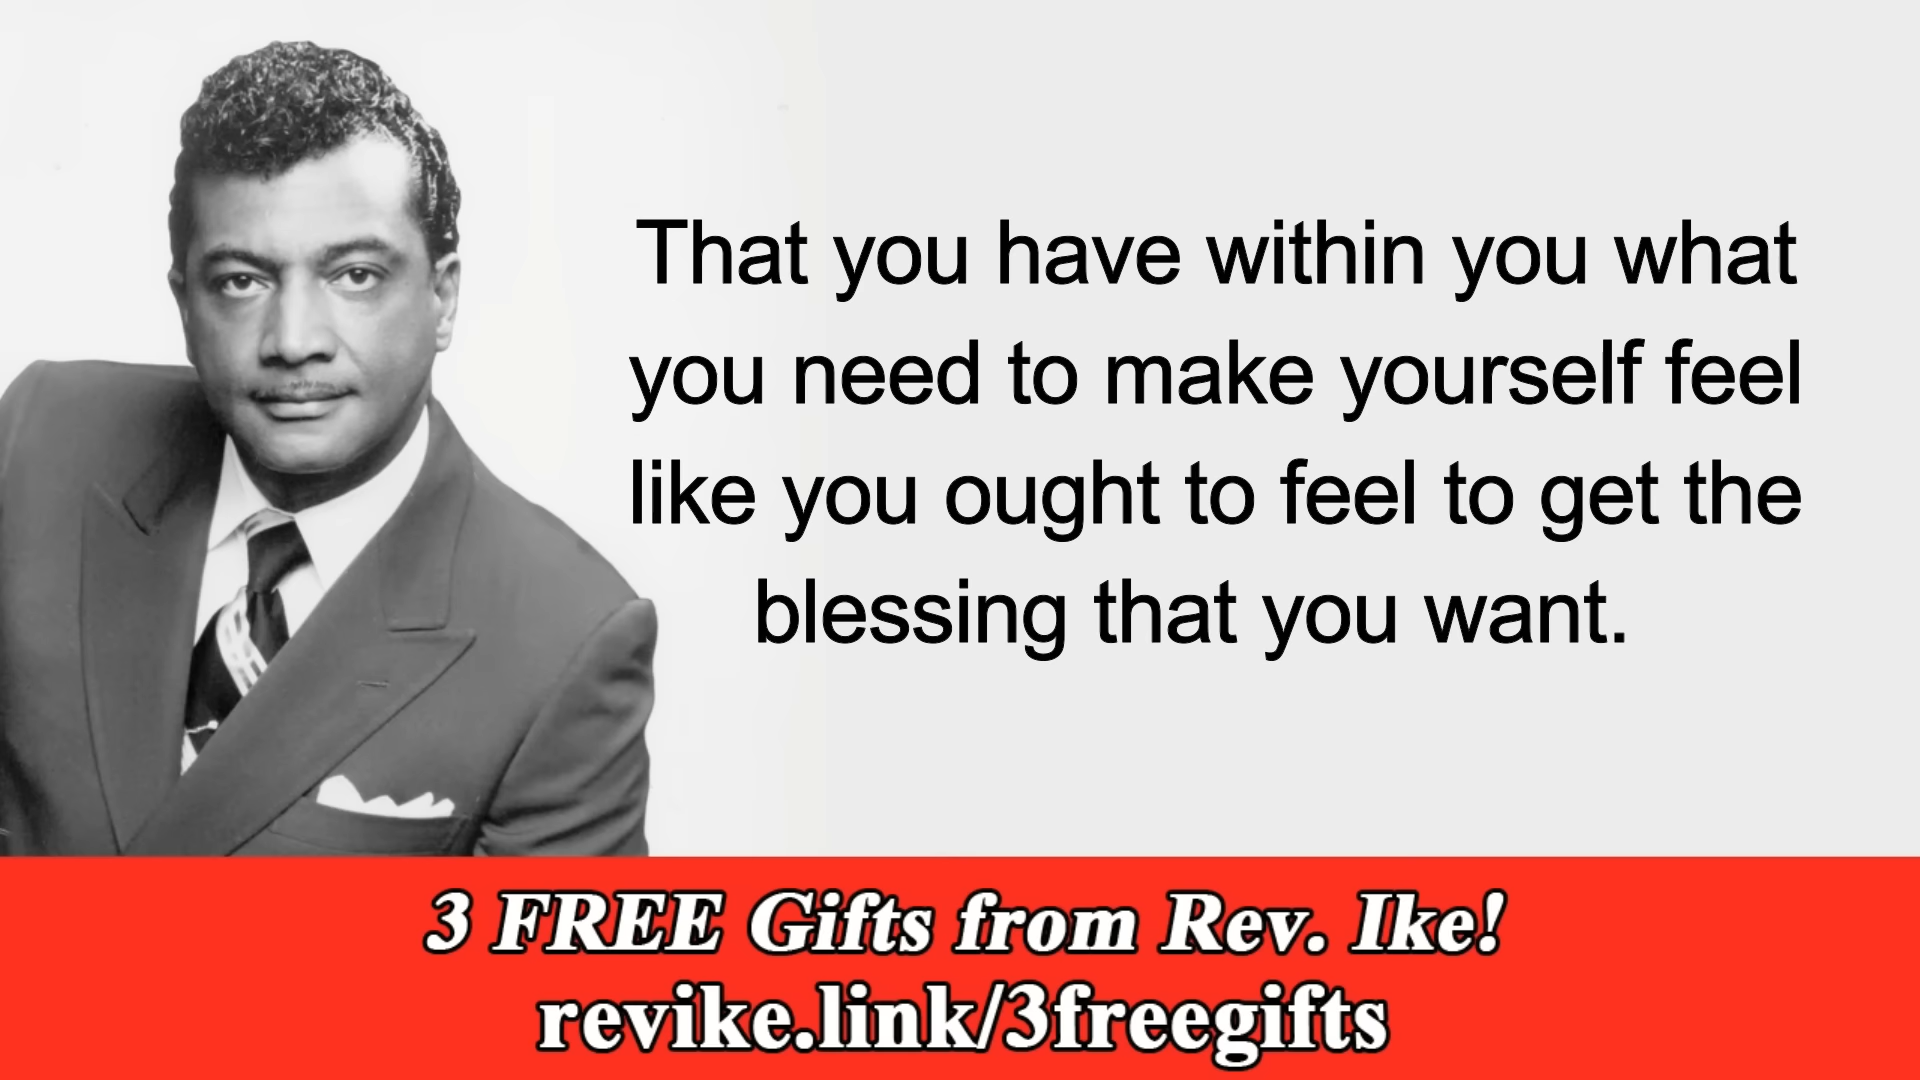 That you have within you what
you need to make yourself feel
like you ought to feel to get the
blessing that you want.
3 FREE Gifts from Rev. Ike!
revike.link/3freegifts